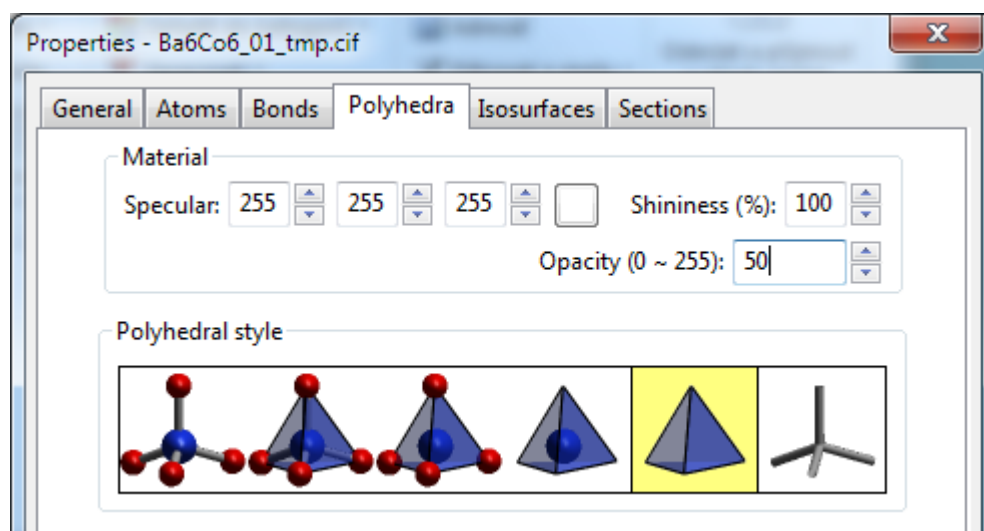 Properties - Ba6Co6_01_tmp.cif
General Atoms Bonds Polyhedra Isosurfaces Sections
Material
Specular: 255 255 255 Shininess (%): 100
Opacity (0 ~ 255): 50
Polyhedral style